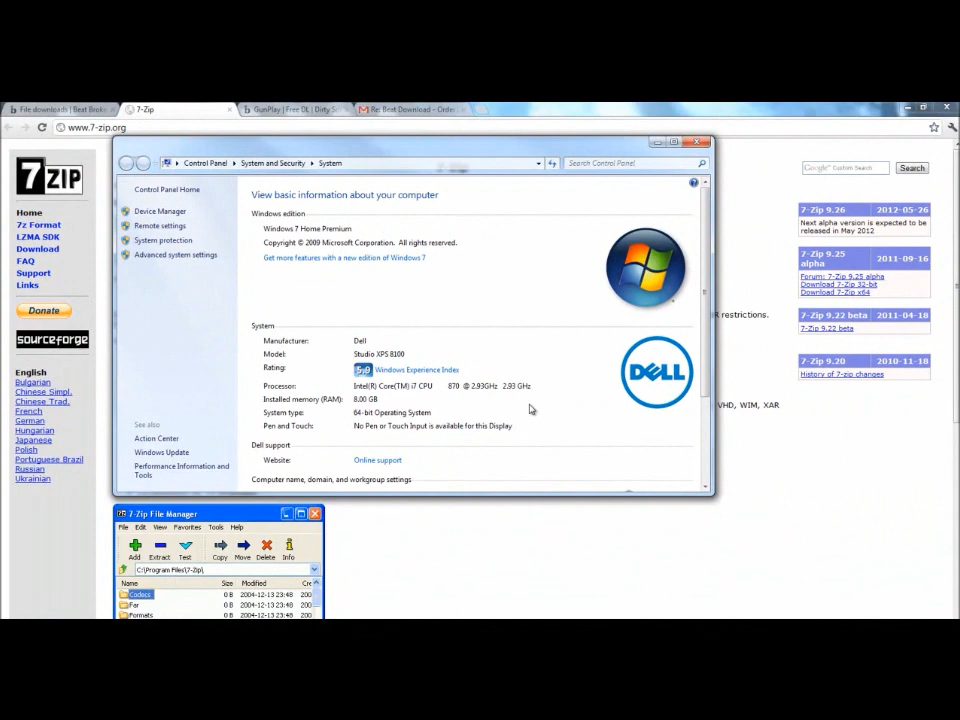 File downloads | Beat Broke
7-Zip
GunPlay | Free DL | Dirty S
Re: Beat Download - Order
www.7-zip.org
7ZIP
Home
7z Format
LZMA SDK
Download
FAQ
Support
Links
Donate
sourceforge
English
Bulgarian
Chinese Simpl.
Chinese Trad.
French
German
Hungarian
Japanese
Polish
Portuguese Brazil
Russian
Ukrainian
Control Panel
System and Security
System
Search Control Panel
Control Panel Home
Device Manager
Remote settings
System protection
Advanced system settings
See also
Action Center
Windows Update
Performance Information and
Tools
View basic information about your computer
Windows edition
Windows 7 Home Premium
Copyright © 2009 Microsoft Corporation. All rights reserved.
Get more features with a new edition of Windows 7
System
Manufacturer: Dell
Model: Studio XPS 8100
Rating: 5.9 Windows Experience Index
Processor: Intel(R) Core(TM) i7 CPU 870 @ 2.93GHz 2.93 GHz
Installed memory (RAM): 8.00 GB
System type: 64-bit Operating System
Pen and Touch: No Pen or Touch Input is available for this Display
DELL
Dell support
Website: Online support
Computer name, domain, and workgroup settings
restrictions.
VHD, WIM, XAR
Google Custom Search
Search
7-Zip 9.26 2012-05-26
Next alpha version is expected to be
released in May 2012
7-Zip 9.25 2011-09-16
alpha
Forum: 7-Zip 9.25 alpha
Download 7-Zip 32-bit
Download 7-Zip x64
7-Zip 9.22 beta 2011-04-18
7-Zip 9.22 beta
7-Zip 9.20 2010-11-18
History of 7-zip changes
7-Zip File Manager
File Edit View Favorites Tools Help
Add Extract Test Copy Move Delete Info
C:\Program Files\7-Zip\
Name Size Modified Cre
Codecs 0 B 2004-12-13 23:48 200
Far 0 B 2004-12-13 23:48 200
Formats 0 B 2004-12-13 23:48 200